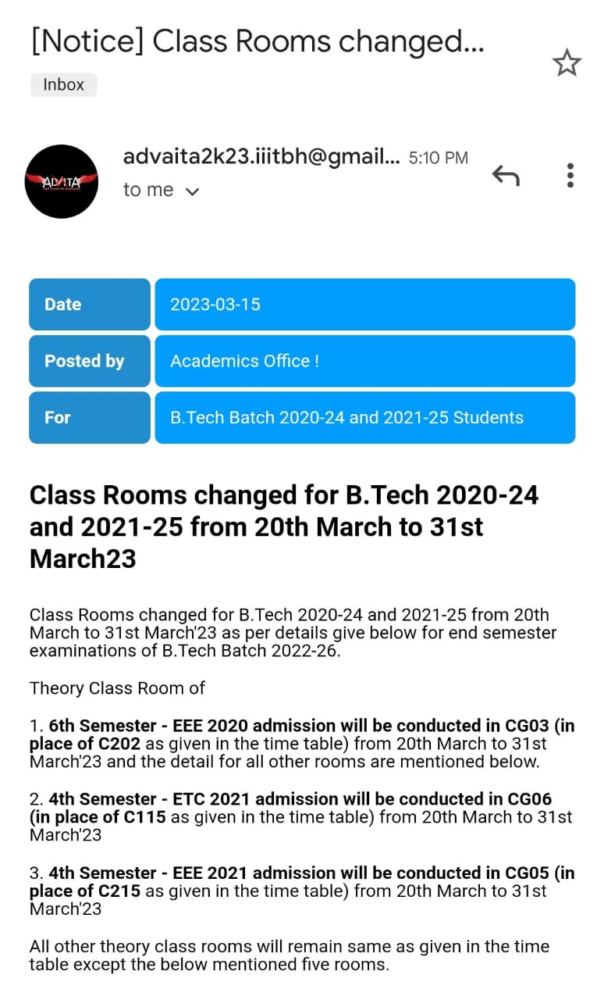 [Notice] Class Rooms changed...
Inbox
advaita2k23.iiitbh@gmail... 5:10 PM
ADVAITA
to me
Date 2023-03-15
Posted by Academics Office !
For B.Tech Batch 2020-24 and 2021-25 Students
Class Rooms changed for B.Tech 2020-24
and 2021-25 from 20th March to 31st
March23
Class Rooms changed for B.Tech 2020-24 and 2021-25 from 20th
March to 31st March'23 as per details give below for end semester
examinations of B.Tech Batch 2022-26.
Theory Class Room of
1. 6th Semester - EEE 2020 admission will be conducted in CG03 (in
place of C202 as given in the time table) from 20th March to 31st
March'23 and the detail for all other rooms are mentioned below.
2. 4th Semester - ETC 2021 admission will be conducted in CG06
(in place of C115 as given in the time table) from 20th March to 31st
March'23
3. 4th Semester - EEE 2021 admission will be conducted in CG05 (in
place of C215 as given in the time table) from 20th March to 31st
March'23
All other theory class rooms will remain same as given in the time
table except the below mentioned five rooms.